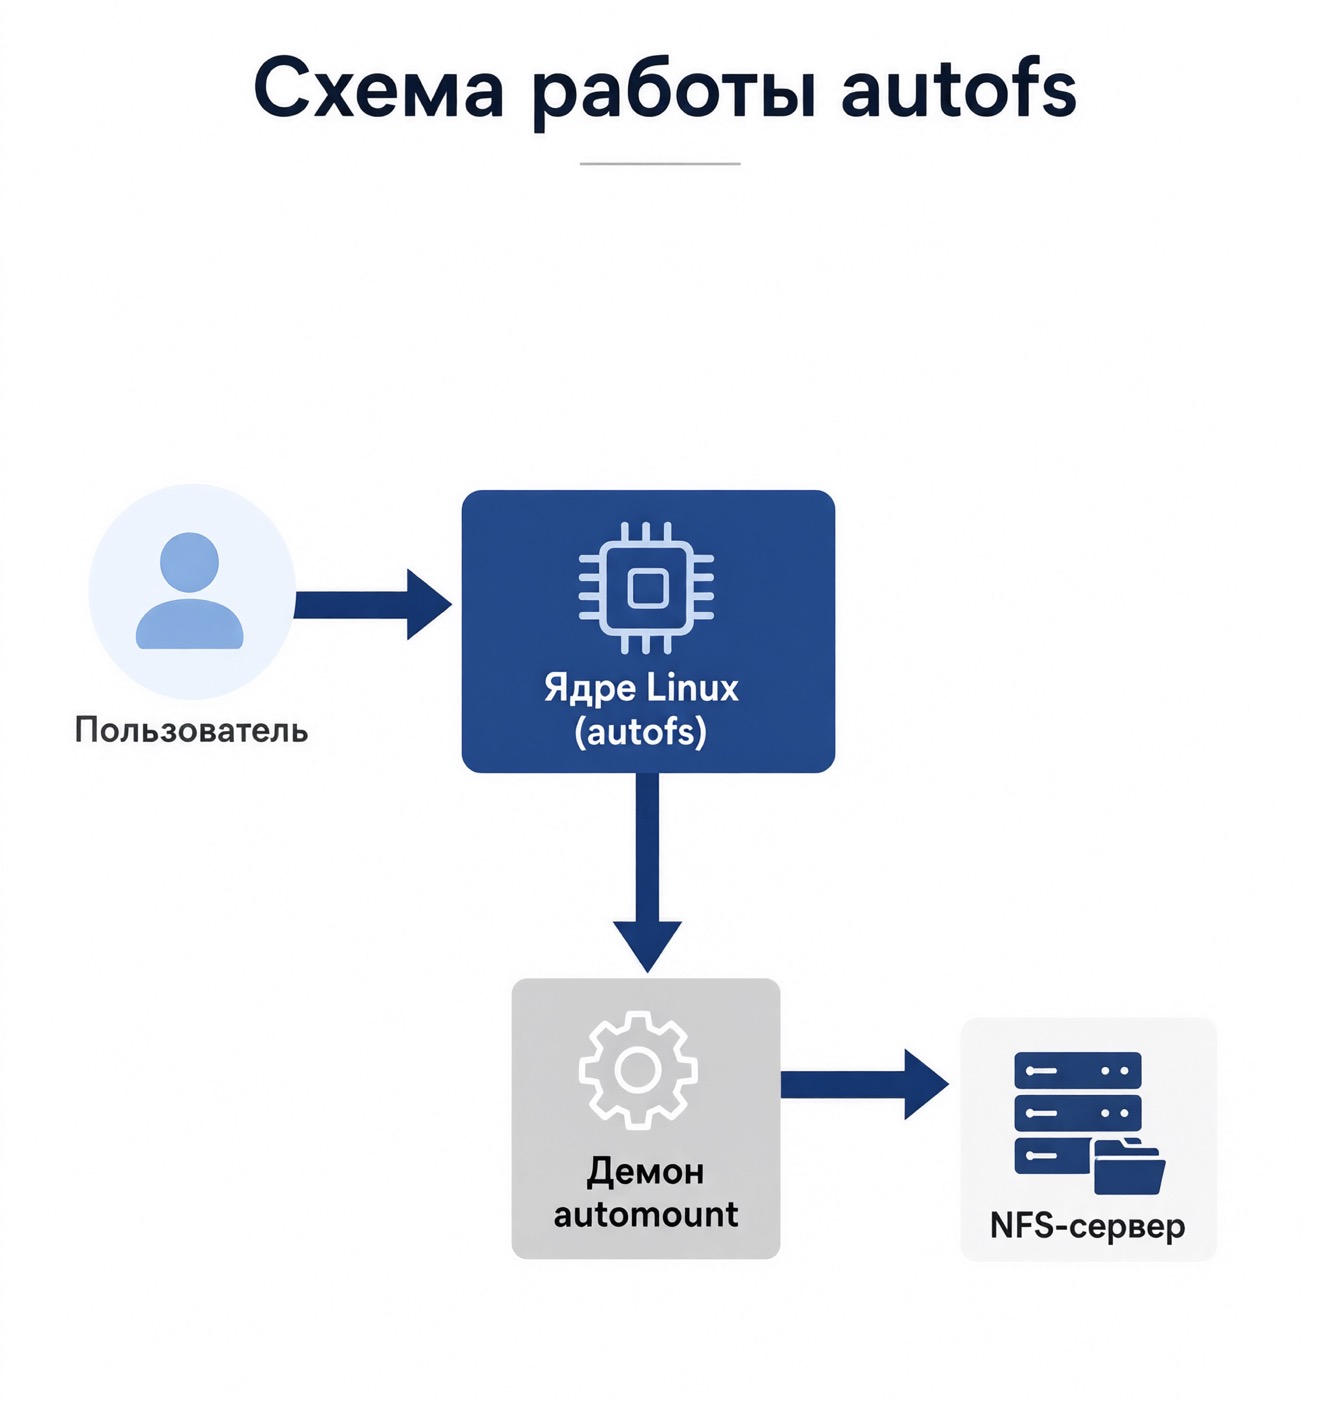 Схема работы autofs
Пользователь
Ядре Linux
(autofs)
Демон
automount
NFS-сервер